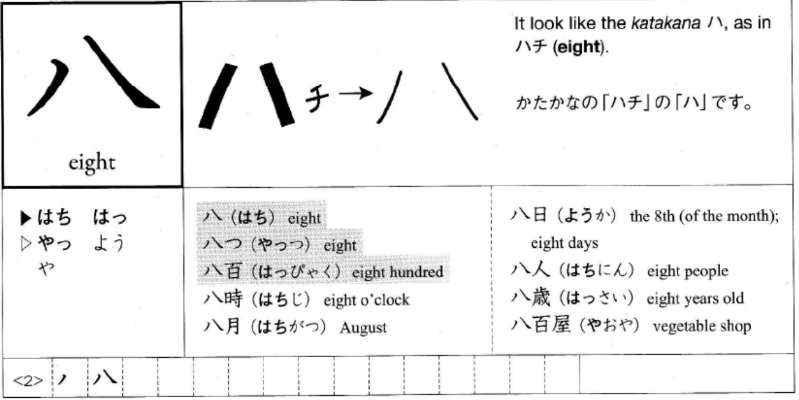 八
eight
ハチ→八
It look like the katakana ハ, as in
ハチ (eight).
かたかなの「ハチ」の「ハ」です。
▶はち はっ
▷やっ よう
や
八（はち） eight
八つ（やっつ） eight
八百（はっぴゃく） eight hundred
八時（はちじ） eight o'clock
八月（はちがつ） August
八日（ようか） the 8th (of the month);
eight days
八人（はちにん） eight people
八歳（はっさい） eight years old
八百屋（やおや） vegetable shop
<2> ノ 八